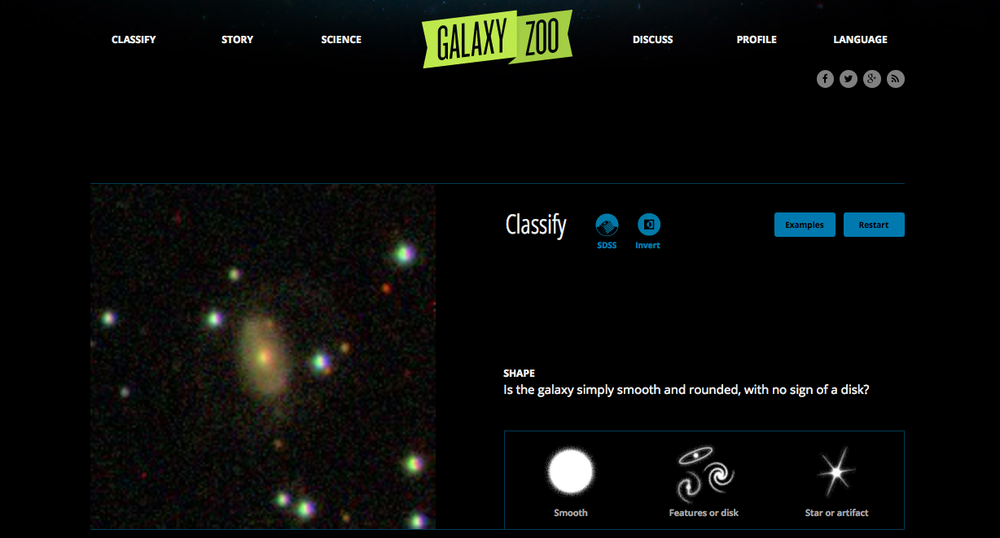 CLASSIFY STORY SCIENCE GALAXY ZOO DISCUSS PROFILE LANGUAGE
Classify
SDSS
Invert
Examples
Restart
SHAPE
Is the galaxy simply smooth and rounded, with no sign of a disk?
Smooth
Features or disk
Star or artifact